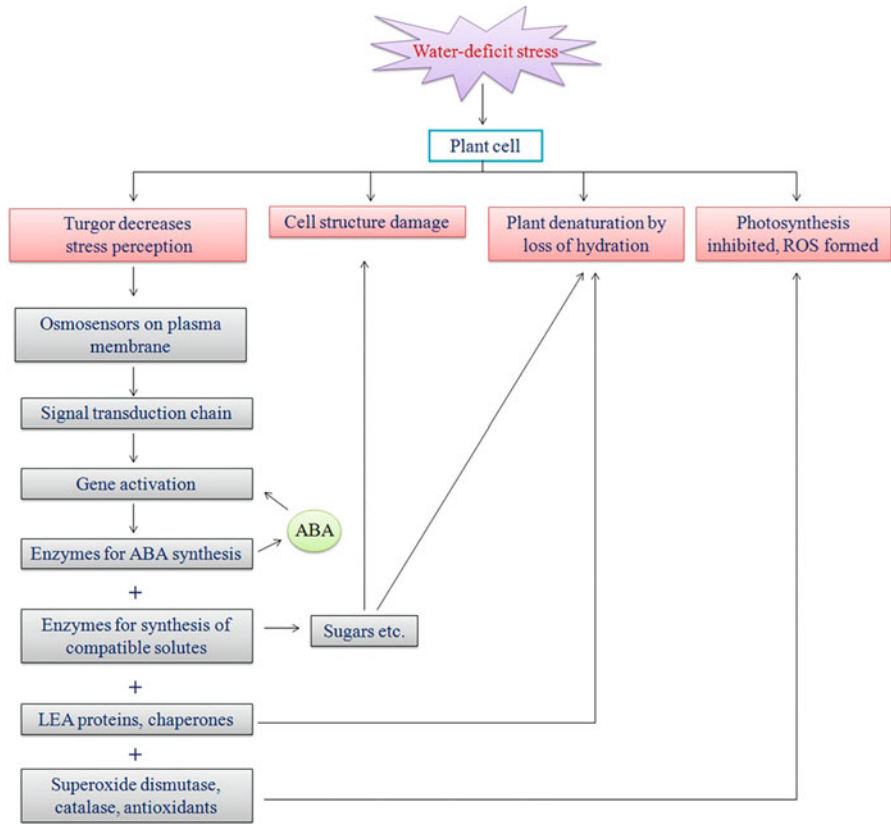 Water-deficit stress
Plant cell
Turgor decreases
stress perception
Cell structure damage
Plant denaturation by
loss of hydration
Photosynthesis
inhibited, ROS formed
Osmosensors on plasma
membrane
Signal transduction chain
Gene activation
ABA
Enzymes for ABA synthesis
+
Enzymes for synthesis of
compatible solutes
Sugars etc.
+
LEA proteins, chaperones
+
Superoxide dismutase,
catalase, antioxidants